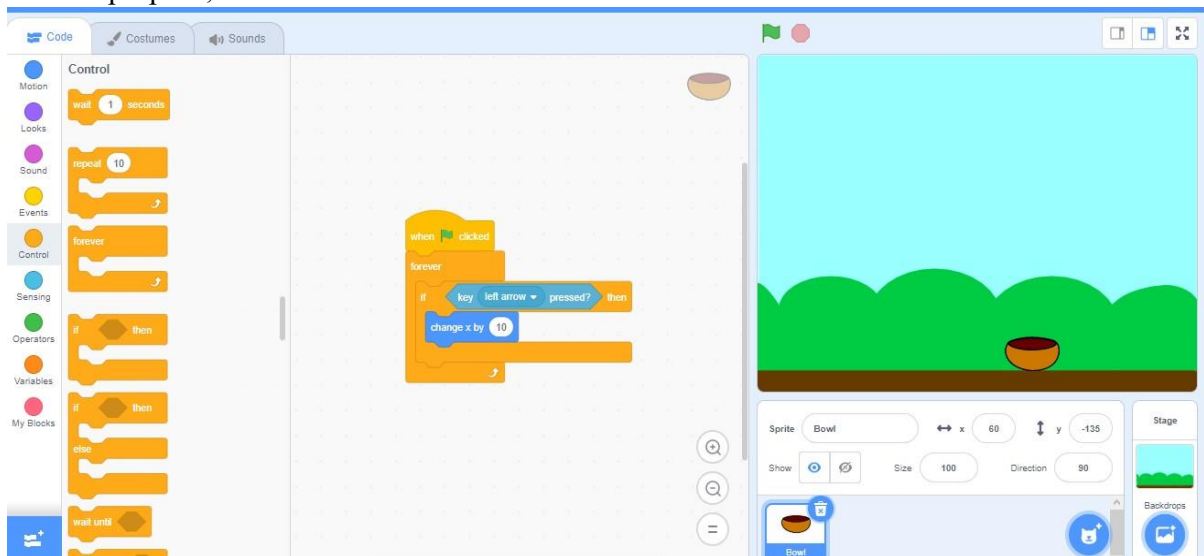 Code
Costumes
Sounds
Motion
Looks
Sound
Events
Control
Sensing
Operators
Variables
My Blocks
Control
wait 1 seconds
repeat 10
forever
if then
if then
else
wait until
when clicked
forever
if key left arrow pressed? then
change x by 10
Sprite Bowl x 60 y -135
Show Size 100 Direction 90
Bowl
Stage
Backdrops